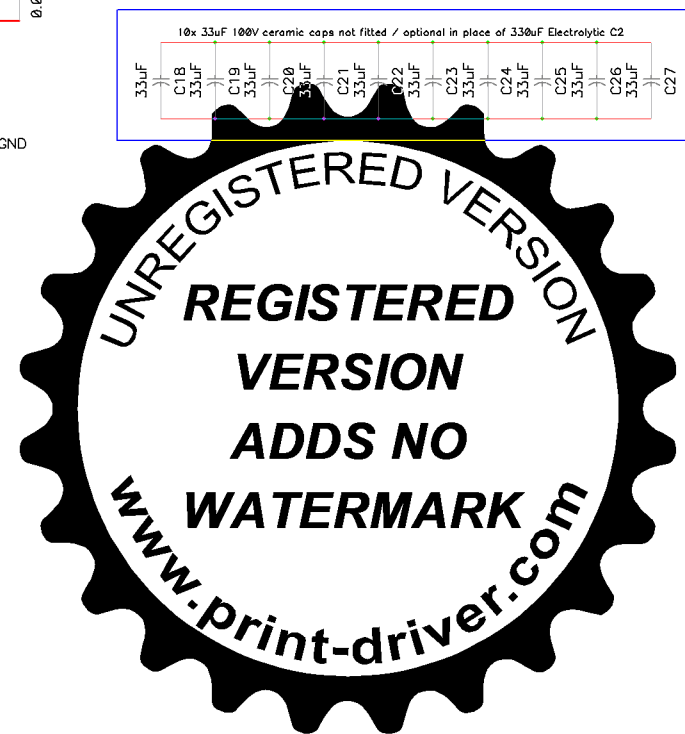 0.0
10x 33uF 100V ceramic caps not fitted / optional in place of 330uF Electrolytic C2
33uF C18 33uF C19 33uF C20 33uF C21 33uF C22 33uF C23 33uF C24 33uF C25 33uF C26 33uF C27
GND
UNREGISTERED VERSION
REGISTERED
VERSION
ADDS NO
WATERMARK
www.print-driver.com